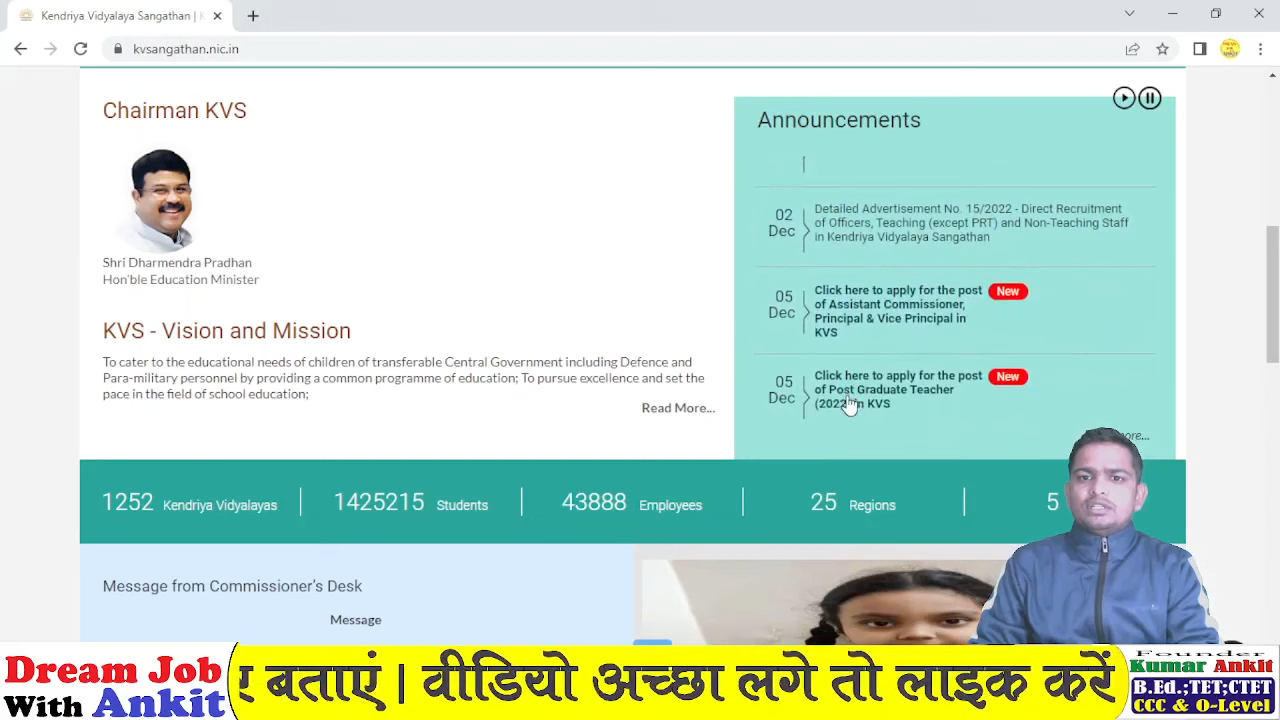 Kendriya Vidyalaya Sangathan |
kvsangathan.nic.in
Chairman KVS
Shri Dharmendra Pradhan
Hon'ble Education Minister
KVS - Vision and Mission
To cater to the educational needs of children of transferable Central Government including Defence and
Para-military personnel by providing a common programme of education; To pursue excellence and set the
pace in the field of school education;
Read More...
Announcements
02
Dec
Detailed Advertisement No. 15/2022 - Direct Recruitment
of Officers, Teaching (except PRT) and Non-Teaching Staff
in Kendriya Vidyalaya Sangathan
05
Dec
Click here to apply for the post New
of Assistant Commissioner,
Principal & Vice Principal in
KVS
05
Dec
Click here to apply for the post New
of Post Graduate Teacher
(2022) KVS
1252 Kendriya Vidyalayas
1425215 Students
43888 Employees
25 Regions
5
Message from Commissioner's Desk
Message
Dream Job
With Ankit
बताएं | वीडियो अच्छा लगे तो लाइक करें
Founder
Kumar Ankit
B.Ed.;TET;CTET
CCC & O-Level